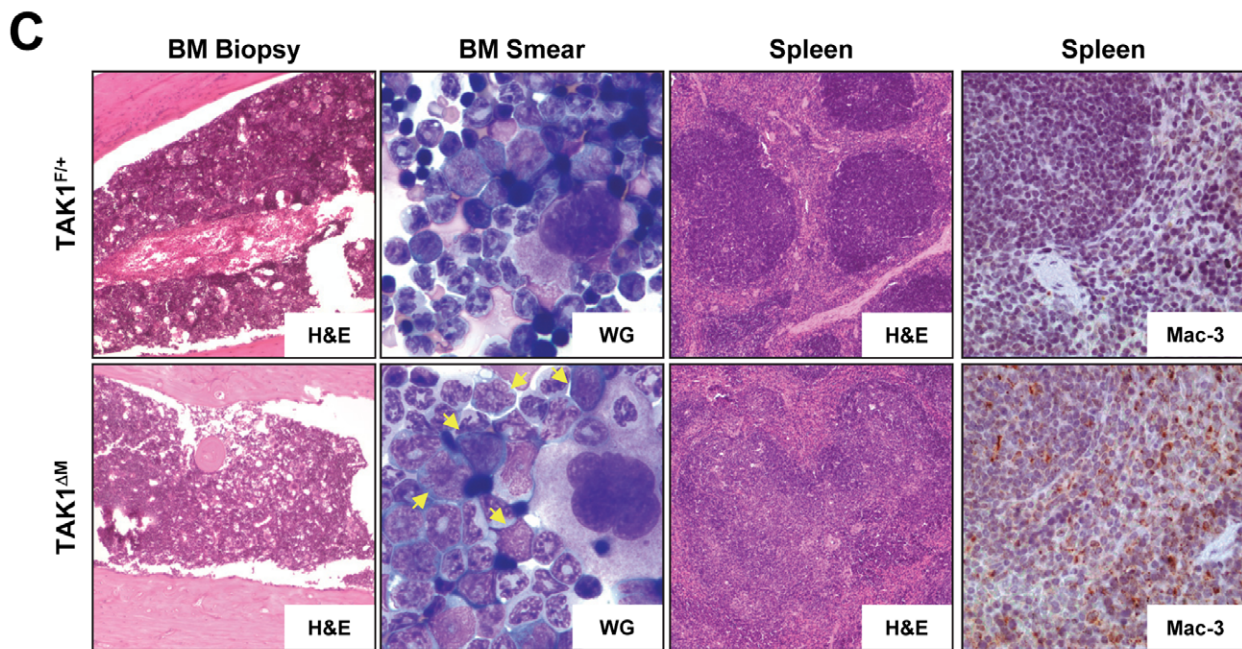 C
BM Biopsy BM Smear Spleen Spleen
TAK1F/+
H&E WG H&E Mac-3
TAK1ΔM
H&E WG H&E Mac-3